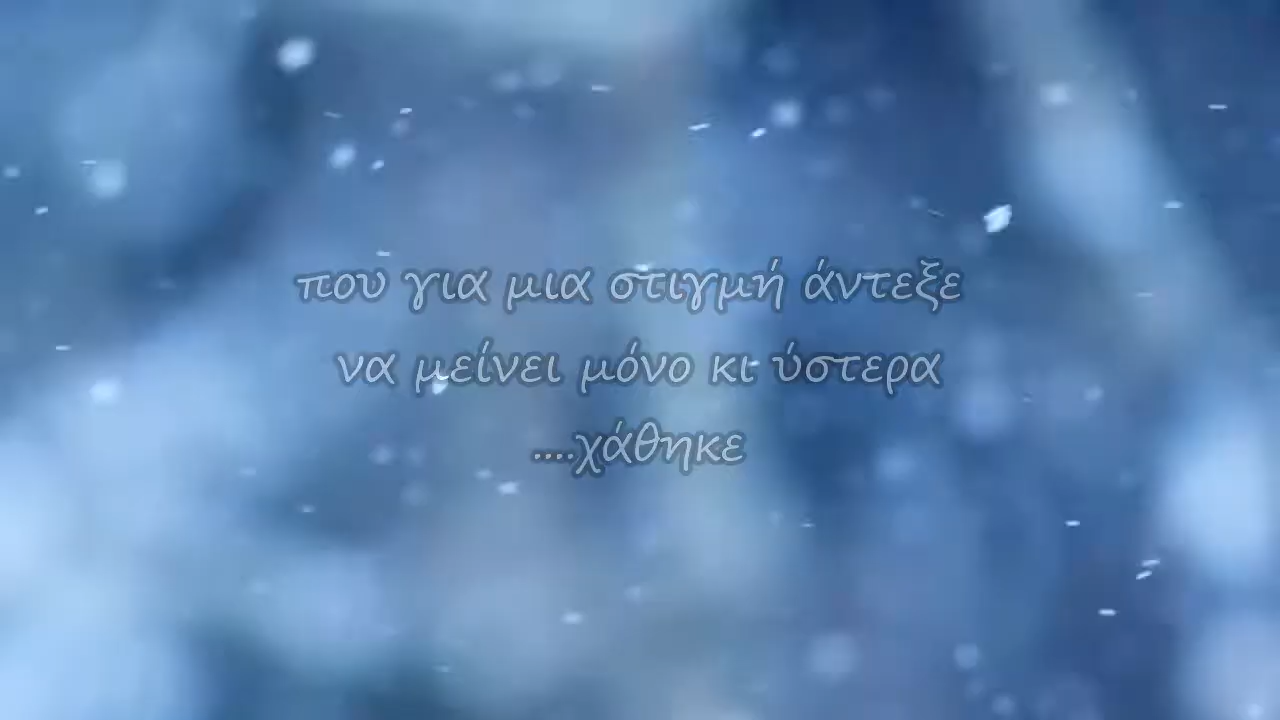 που για μια στιγμή άντεξε
να μείνει μόνο κι ύστερα
....χάθηκε